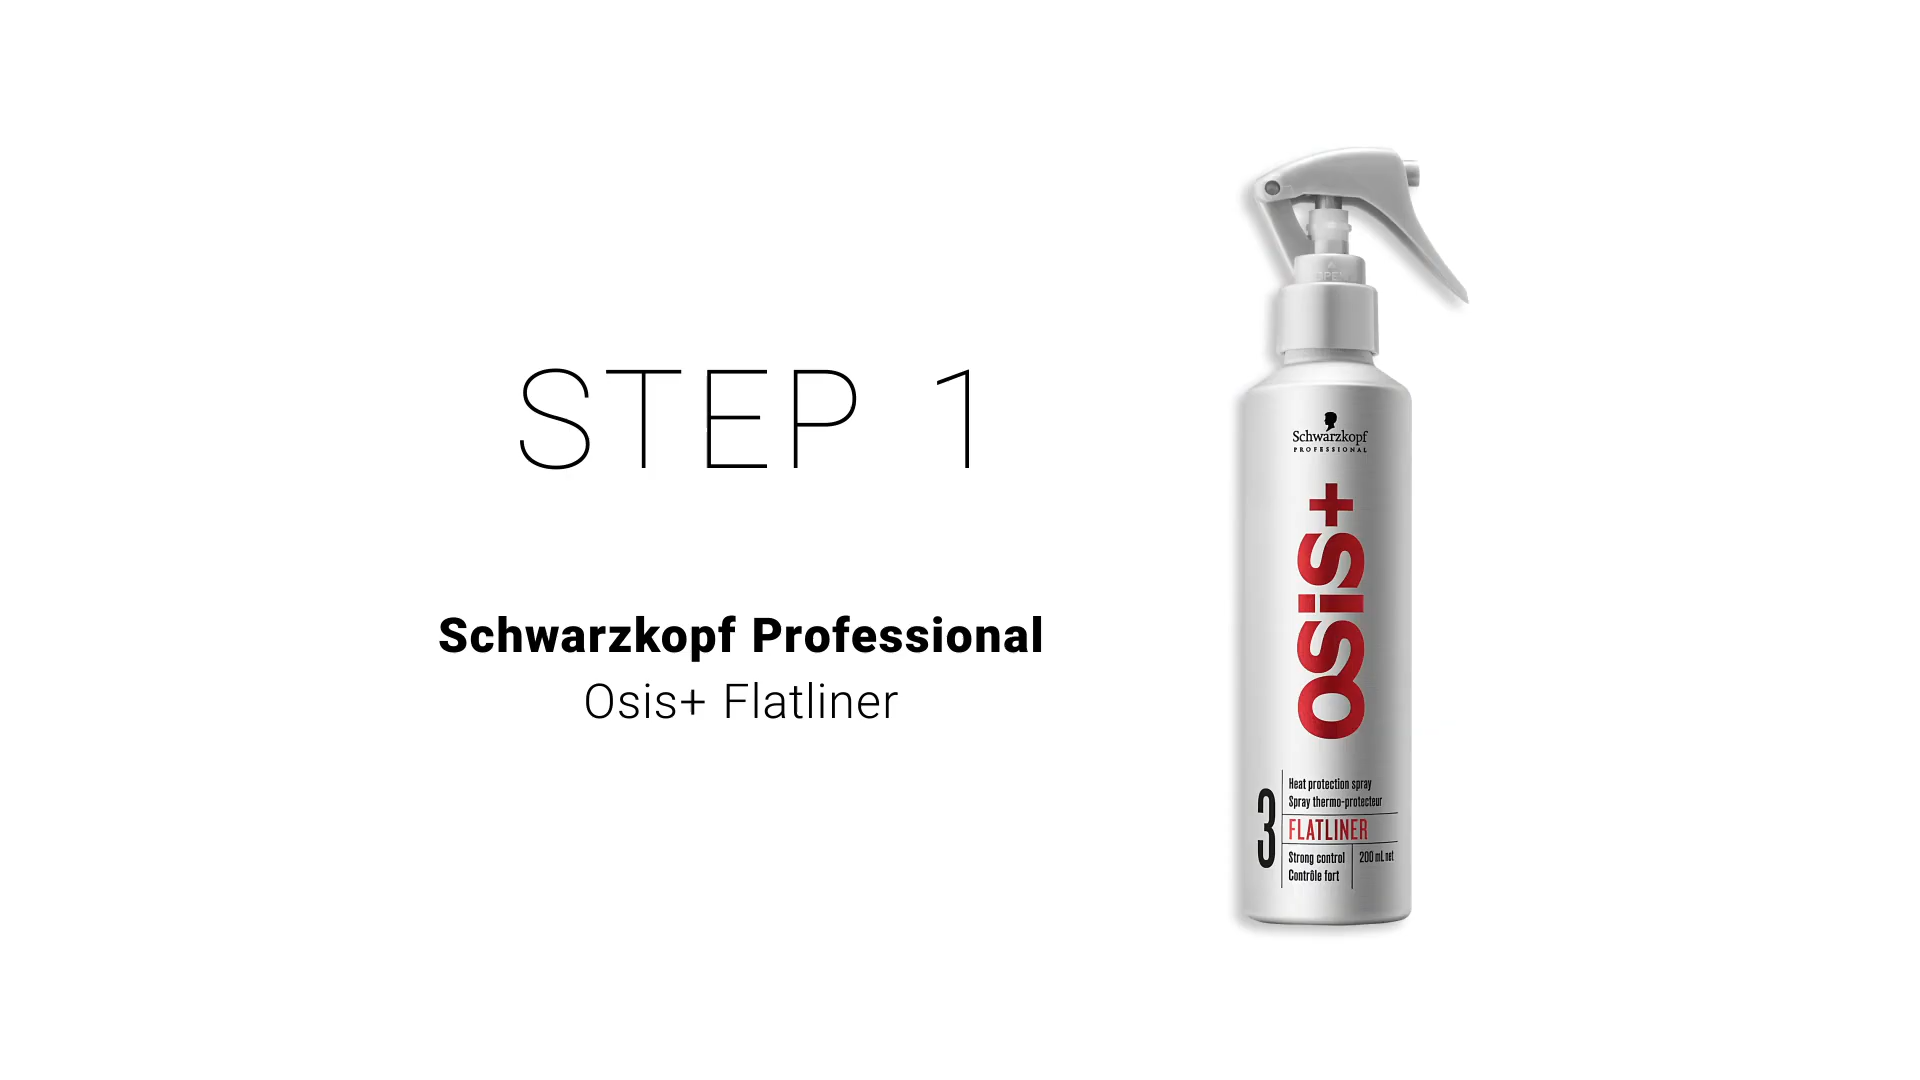 STEP 1
Schwarzkopf Professional
Osis+ Flatliner
OPEN
Schwarzkopf
PROFESSIONAL
OSiS+
3
Heat protection spray
Spray thermo-protecteur
FLATLINER
Strong control
Contrôle fort
200 mL net